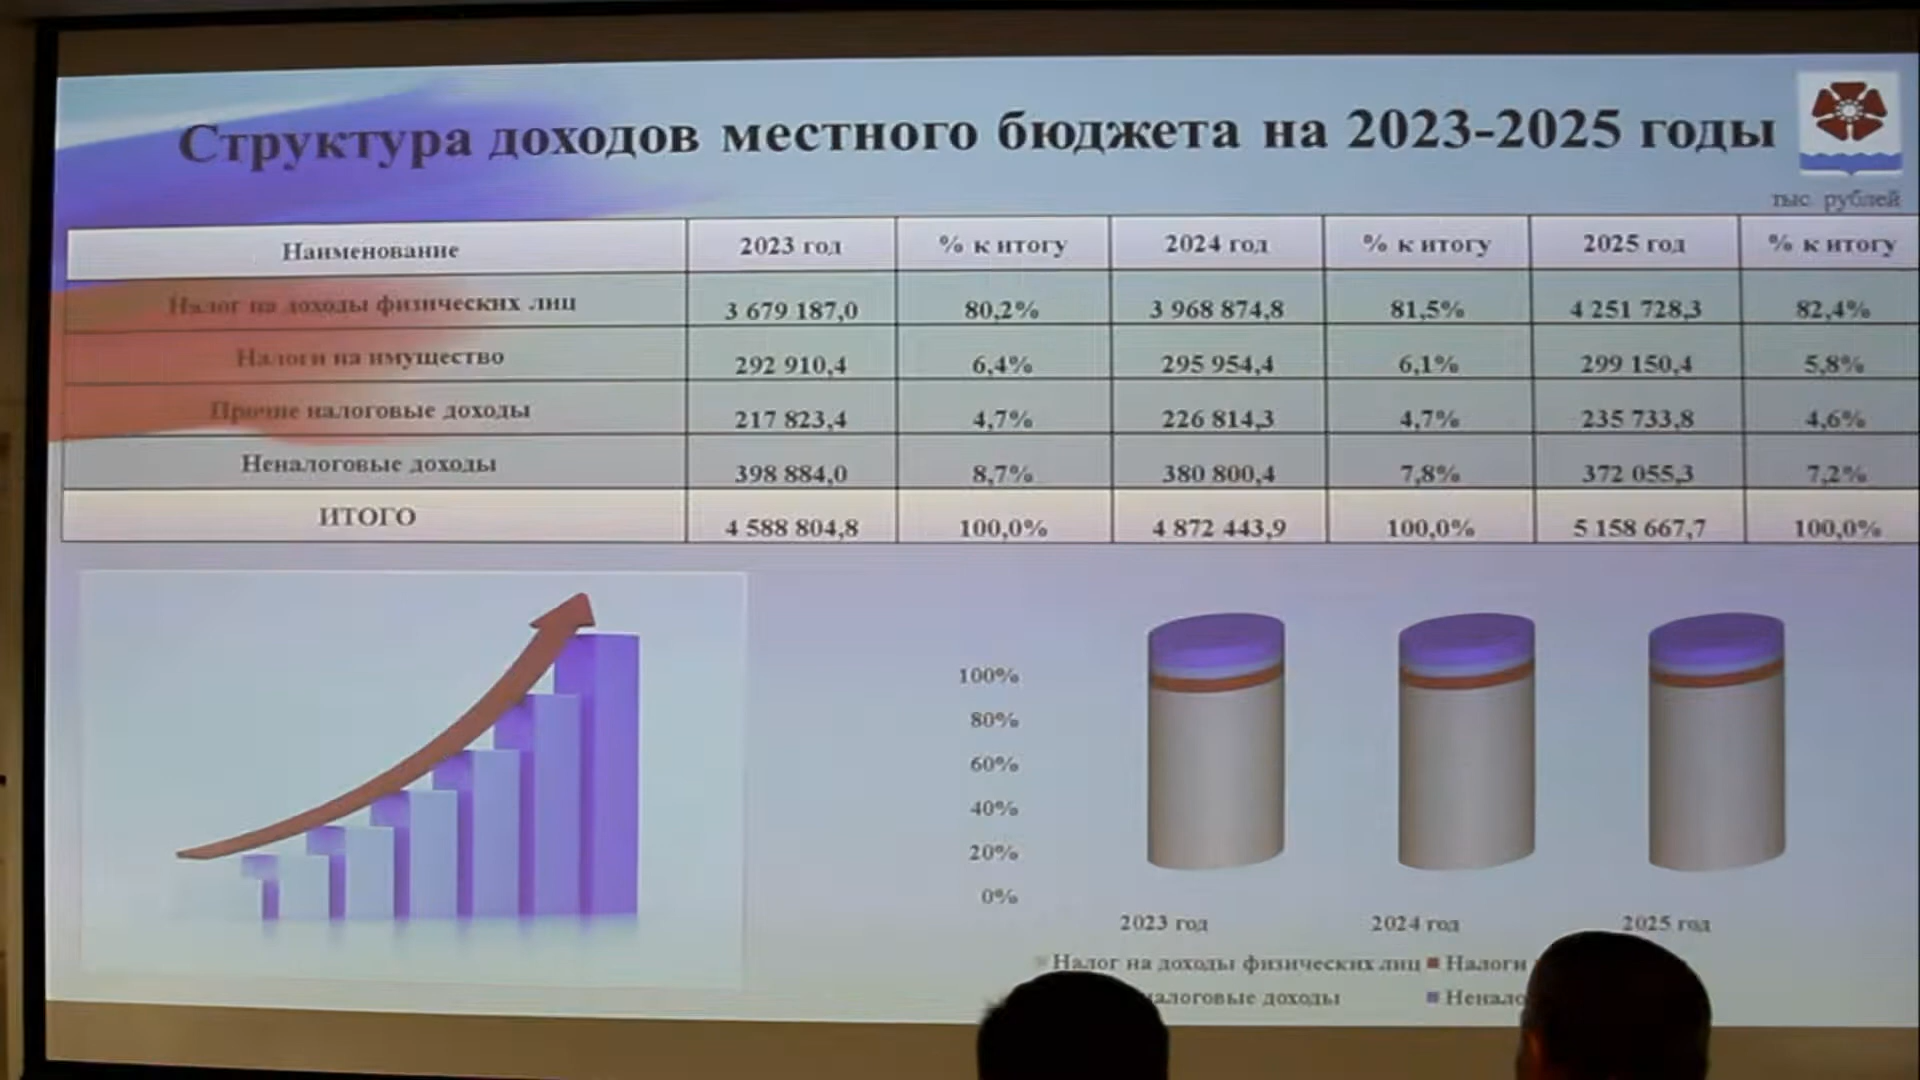 Структура доходов местного бюджета на 2023-2025 годы
тыс. рублей
Наименование 2023 год % к итогу 2024 год % к итогу 2025 год % к итогу
Налог на доходы физических лиц 3 679 187,0 80,2% 3 968 874,8 81,5% 4 251 728,3 82,4%
Налоги на имущество 292 910,4 6,4% 295 954,4 6,1% 299 150,4 5,8%
Прочие налоговые доходы 217 823,4 4,7% 226 814,3 4,7% 235 733,8 4,6%
Неналоговые доходы 398 884,0 8,7% 380 800,4 7,8% 372 055,3 7,2%
ИТОГО 4 588 804,8 100,0% 4 872 443,9 100,0% 5 158 667,7 100,0%
100%
80%
60%
40%
20%
0%
2023 год 2024 год 2025 год
Налог на доходы физических лиц Налоги
налоговые доходы Ненало